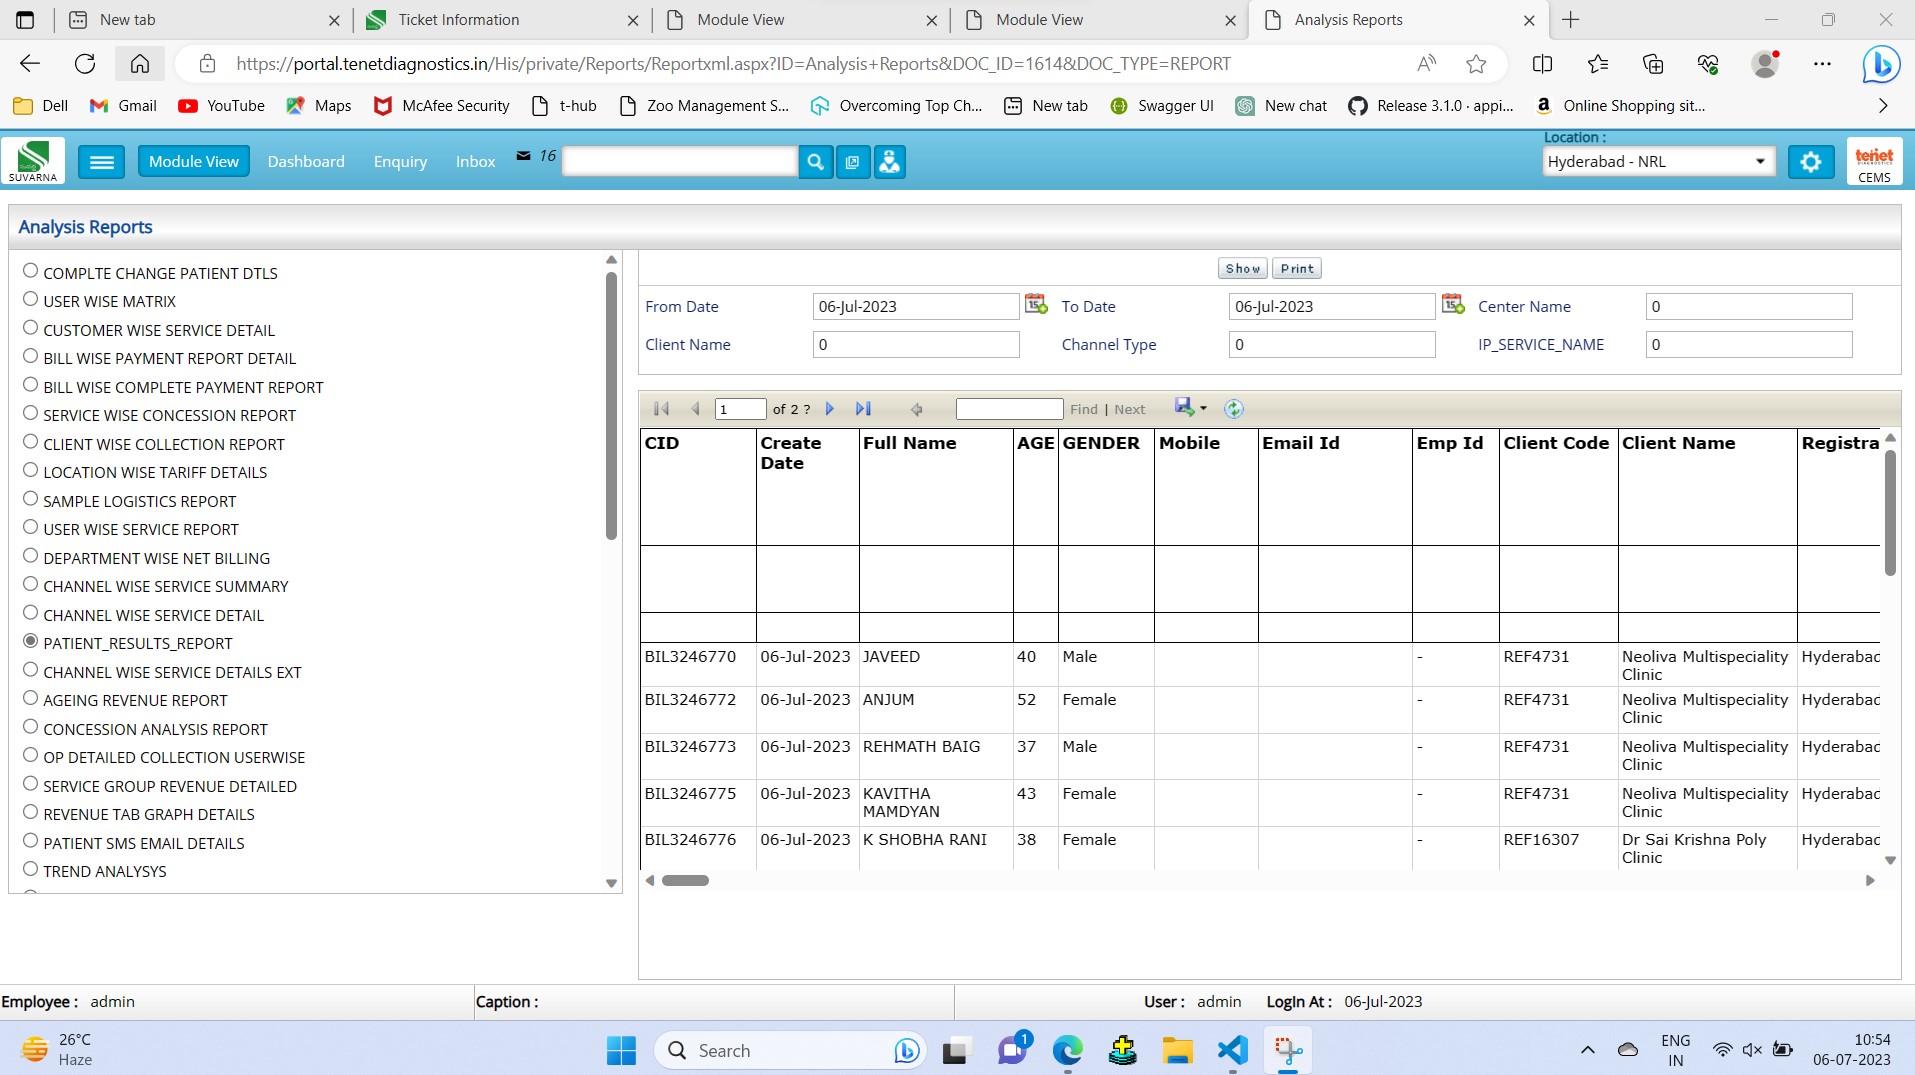 New tab
Ticket Information
Module View
Module View
Analysis Reports
https://portal.tenetdiagnostics.in/His/private/Reports/Reportxml.aspx?ID=Analysis+Reports&DOC_ID=1614&DOC_TYPE=REPORT
Dell
Gmail
YouTube
Maps
McAfee Security
t-hub
Zoo Management S...
Overcoming Top Ch...
New tab
Swagger UI
New chat
Release 3.1.0 · appi...
Online Shopping sit...
SUVARNA
Module View
Dashboard
Enquiry
Inbox
16
Location :
Hyderabad - NRL
tenet
DIAGNOSTICS
CEMS
Analysis Reports
COMPLTE CHANGE PATIENT DTLS
USER WISE MATRIX
CUSTOMER WISE SERVICE DETAIL
BILL WISE PAYMENT REPORT DETAIL
BILL WISE COMPLETE PAYMENT REPORT
SERVICE WISE CONCESSION REPORT
CLIENT WISE COLLECTION REPORT
LOCATION WISE TARIFF DETAILS
SAMPLE LOGISTICS REPORT
USER WISE SERVICE REPORT
DEPARTMENT WISE NET BILLING
CHANNEL WISE SERVICE SUMMARY
CHANNEL WISE SERVICE DETAIL
PATIENT_RESULTS_REPORT
CHANNEL WISE SERVICE DETAILS EXT
AGEING REVENUE REPORT
CONCESSION ANALYSIS REPORT
OP DETAILED COLLECTION USERWISE
SERVICE GROUP REVENUE DETAILED
REVENUE TAB GRAPH DETAILS
PATIENT SMS EMAIL DETAILS
TREND ANALYSYS
Show Print
From Date 06-Jul-2023 To Date 06-Jul-2023 Center Name 0
Client Name 0 Channel Type 0 IP_SERVICE_NAME 0
1 of 2 ? Find | Next
CID Create Date Full Name AGE GENDER Mobile Email Id Emp Id Client Code Client Name Registra
BIL3246770 06-Jul-2023 JAVEED 40 Male - REF4731 Neoliva Multispeciality Clinic Hyderabad
BIL3246772 06-Jul-2023 ANJUM 52 Female - REF4731 Neoliva Multispeciality Clinic Hyderabad
BIL3246773 06-Jul-2023 REHMATH BAIG 37 Male - REF4731 Neoliva Multispeciality Clinic Hyderabad
BIL3246775 06-Jul-2023 KAVITHA MAMDYAN 43 Female - REF4731 Neoliva Multispeciality Clinic Hyderabad
BIL3246776 06-Jul-2023 K SHOBHA RANI 38 Female - REF16307 Dr Sai Krishna Poly Clinic Hyderabad
Employee : admin
Caption :
User : admin LogIn At : 06-Jul-2023
26°C
Haze
Search
1
ENG
IN
10:54
06-07-2023